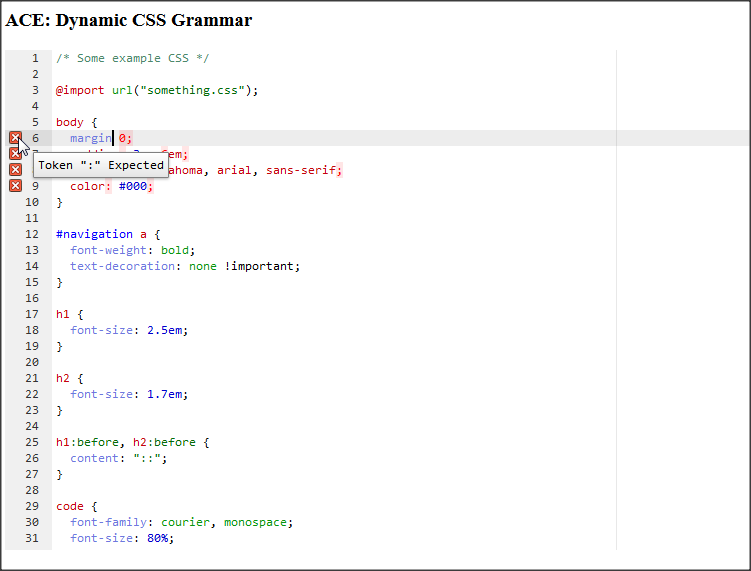 ACE: Dynamic CSS Grammar
1 /* Some example CSS */
2
3 @import url("something.css");
4
5 body {
6 margin 0;
em;
Token ":" Expected
ahoma, arial, sans-serif;
9 color: #000;
10 }
11
12 #navigation a {
13 font-weight: bold;
14 text-decoration: none !important;
15 }
16
17 h1 {
18 font-size: 2.5em;
19 }
20
21 h2 {
22 font-size: 1.7em;
23 }
24
25 h1:before, h2:before {
26 content: "::";
27 }
28
29 code {
30 font-family: courier, monospace;
31 font-size: 80%;